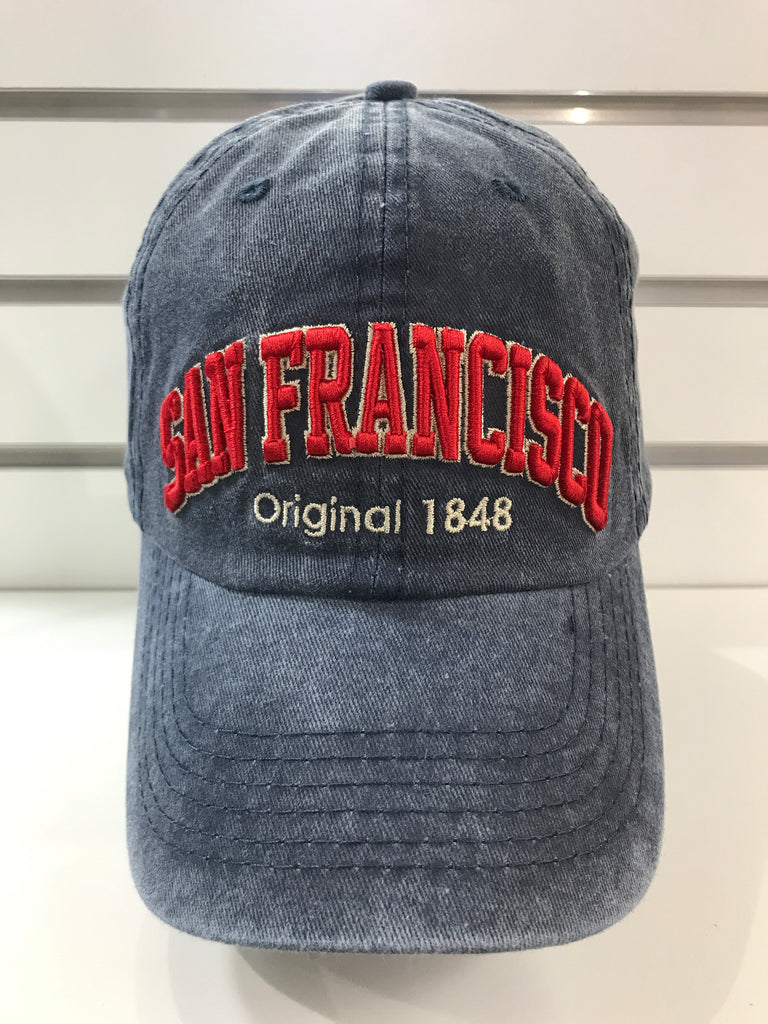 SAN FRANCISCO
Original 1848